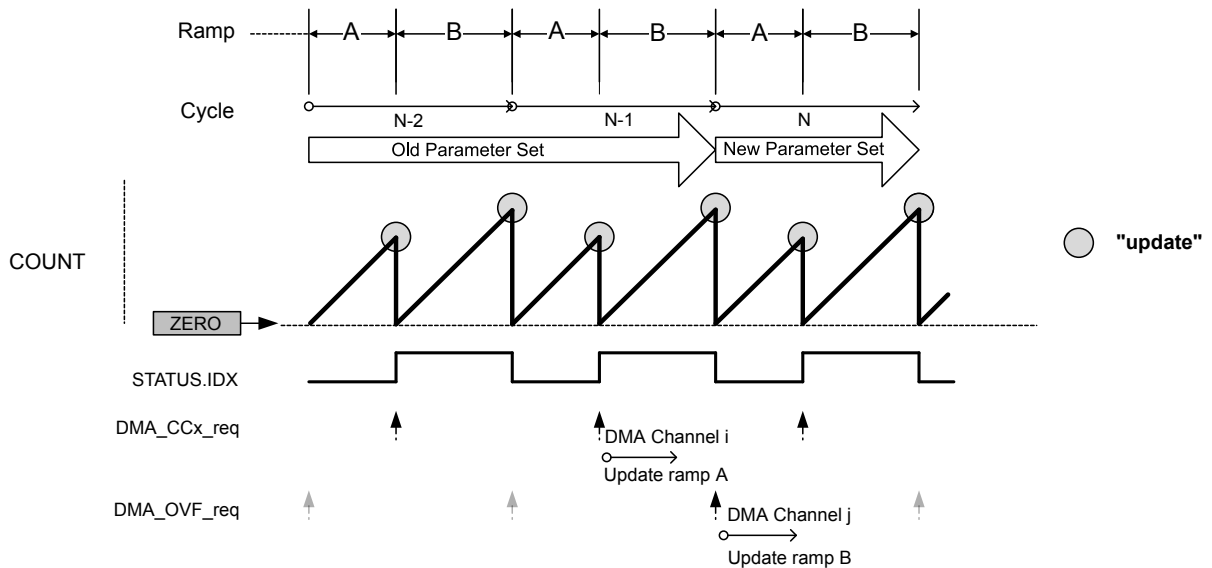 Ramp A B A B A B
Cycle
N-2 N-1 N
Old Parameter Set New Parameter Set
COUNT
"update"
ZERO
STATUS.IDX
DMA_CCx_req
DMA Channel i
Update ramp A
DMA_OVF_req
DMA Channel j
Update ramp B